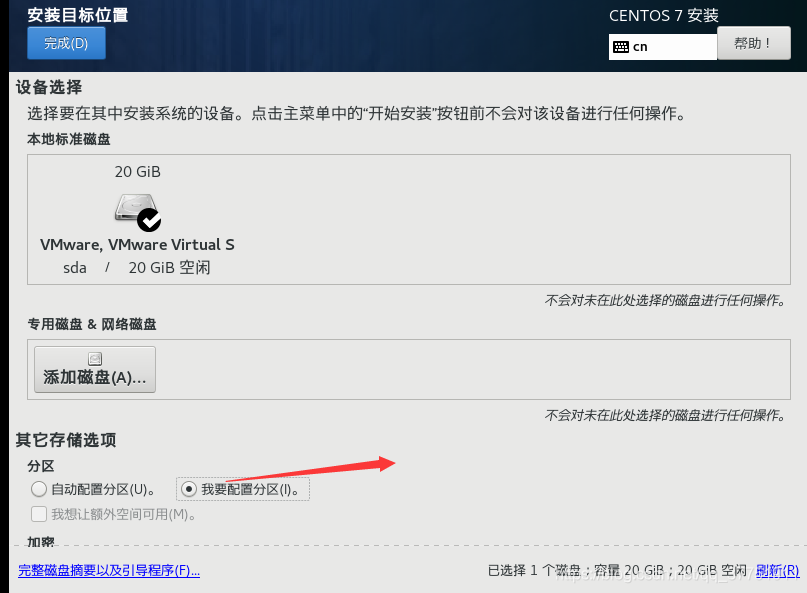 安装目标位置
CENTOS 7 安装
完成(D)
cn
帮助！
设备选择
选择要在其中安装系统的设备。点击主菜单中的“开始安装”按钮前不会对该设备进行任何操作。
本地标准磁盘
20 GiB
VMware, VMware Virtual S
sda / 20 GiB 空闲
不会对未在此处选择的磁盘进行任何操作。
专用磁盘 & 网络磁盘
添加磁盘(A)...
不会对未在此处选择的磁盘进行任何操作。
其它存储选项
分区
自动配置分区(U)。 我要配置分区(I)。
我想让额外空间可用(M)。
加密
完整磁盘摘要以及引导程序(F)...
已选择 1 个磁盘；容量 20 GiB；20 GiB 空闲 刷新(R)